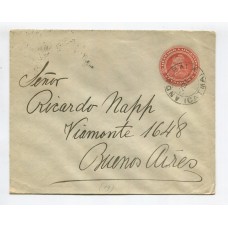 Señor
Ricardo Napp
Viamonte 1648
Buenos Aires